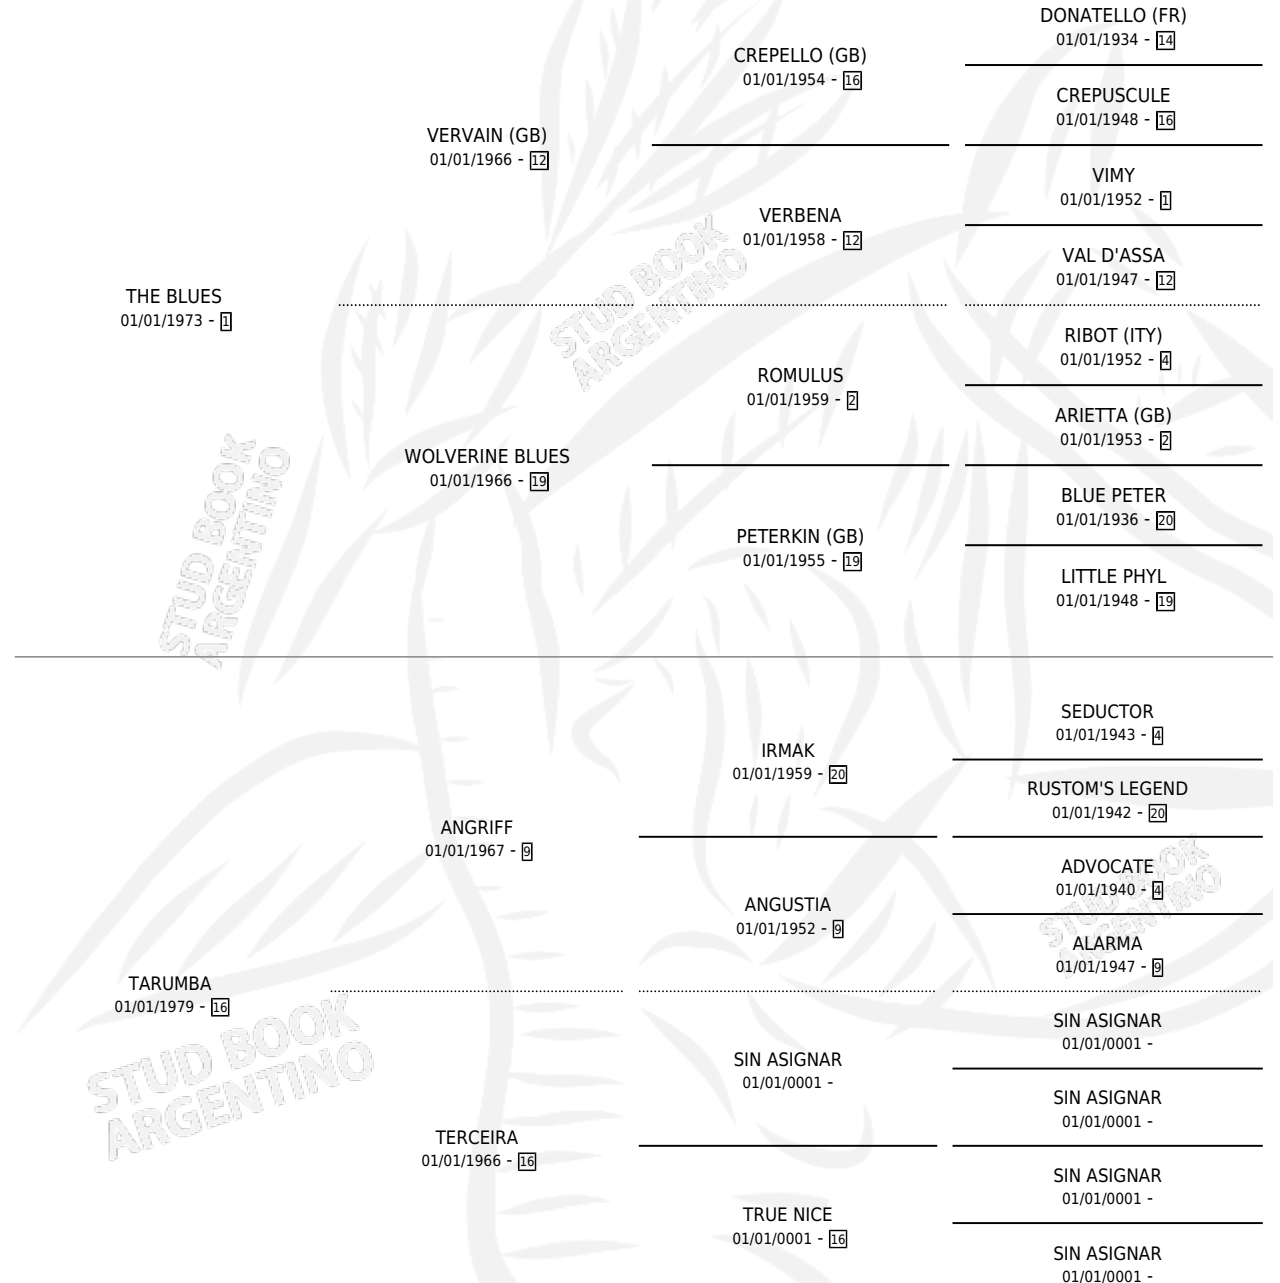 DONATELLO (FR)
01/01/1934 - 14
CREPELLO (GB)
01/01/1954 - 16
CREPUSCULE
01/01/1948 - 16
VERVAIN (GB)
01/01/1966 - 12
VIMY
01/01/1952 - 1
VERBENA
01/01/1958 - 12
VAL D'ASSA
01/01/1947 - 12
THE BLUES
01/01/1973 - 1
RIBOT (ITY)
01/01/1952 - 4
ROMULUS
01/01/1959 - 2
ARIETTA (GB)
01/01/1953 - 2
WOLVERINE BLUES
01/01/1966 - 19
BLUE PETER
01/01/1936 - 20
PETERKIN (GB)
01/01/1955 - 19
LITTLE PHYL
01/01/1948 - 19
STUD BOOK
ARGENTINO
STUD BOOK
ARGENTINO
SEDUCTOR
01/01/1943 - 4
IRMAK
01/01/1959 - 20
RUSTOM'S LEGEND
01/01/1942 - 20
ANGRIFF
01/01/1967 - 9
ADVOCATE
01/01/1940 - 4
ANGUSTIA
01/01/1952 - 9
ALARMA
01/01/1947 - 9
TARUMBA
01/01/1979 - 16
SIN ASIGNAR
01/01/0001 -
SIN ASIGNAR
01/01/0001 -
SIN ASIGNAR
01/01/0001 -
TERCEIRA
01/01/1966 - 16
SIN ASIGNAR
01/01/0001 -
TRUE NICE
01/01/0001 - 16
SIN ASIGNAR
01/01/0001 -
STUD BOOK
ARGENTINO
STUD BOOK
ARGENTINO